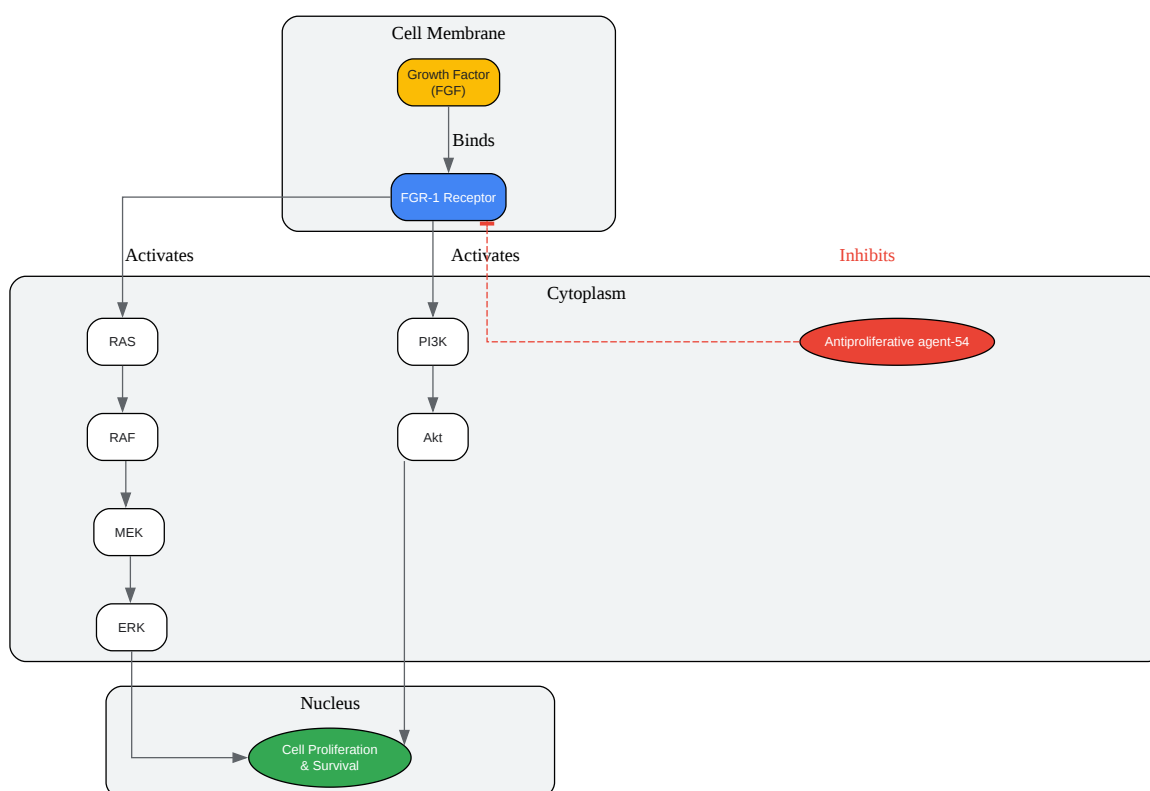 Cell Membrane
Growth Factor
(FGF)
Binds
FGR-1 Receptor
Activates
Activates
Inhibits
Cytoplasm
RAS
PI3K
Antiproliferative agent-54
RAF
Akt
MEK
ERK
Nucleus
Cell Proliferation
& Survival